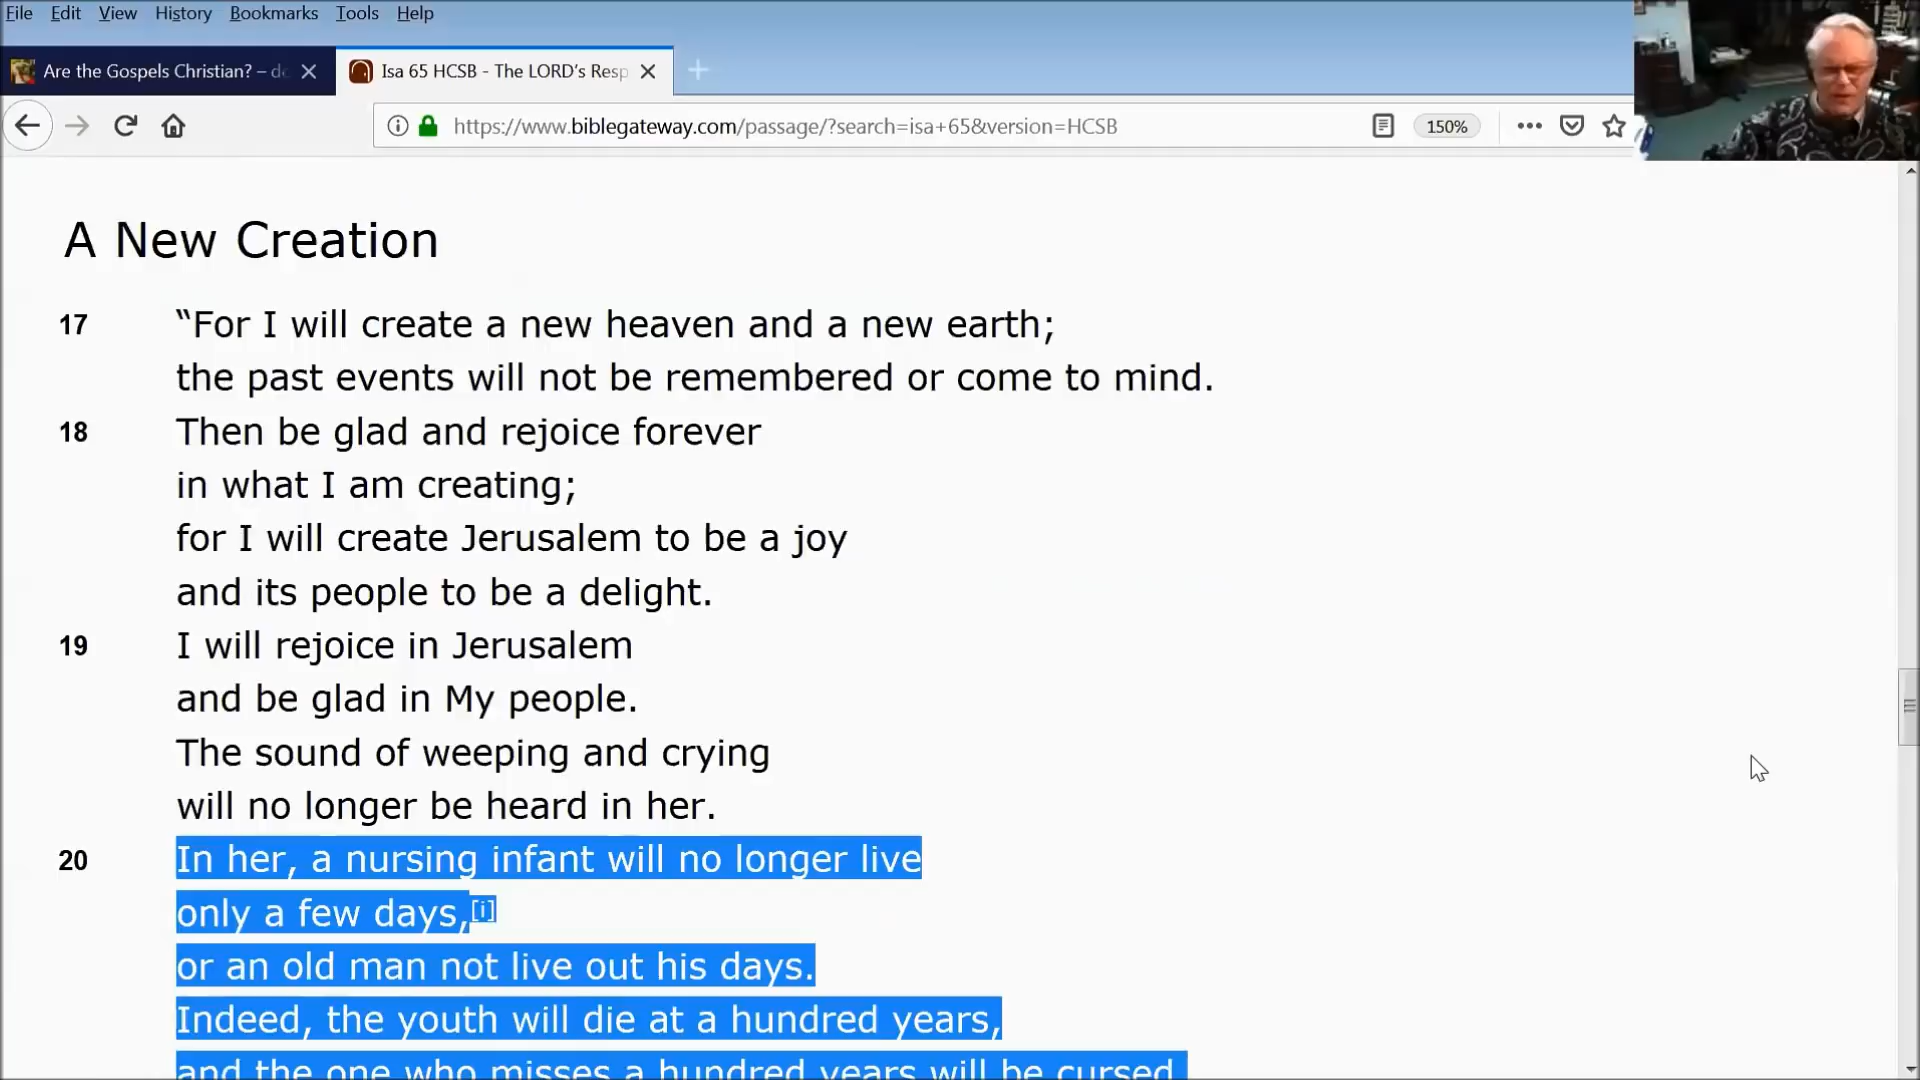 File Edit View History Bookmarks Tools Help
Are the Gospels Christian? – do
Isa 65 HCSB - The LORD's Resp
https://www.biblegateway.com/passage/?search=isa+65&version=HCSB
150%
A New Creation
17 “For I will create a new heaven and a new earth;
the past events will not be remembered or come to mind.
18 Then be glad and rejoice forever
in what I am creating;
for I will create Jerusalem to be a joy
and its people to be a delight.
19 I will rejoice in Jerusalem
and be glad in My people.
The sound of weeping and crying
will no longer be heard in her.
20 In her, a nursing infant will no longer live
only a few days,[i]
or an old man not live out his days.
Indeed, the youth will die at a hundred years,
and the one who misses a hundred years will be cursed.